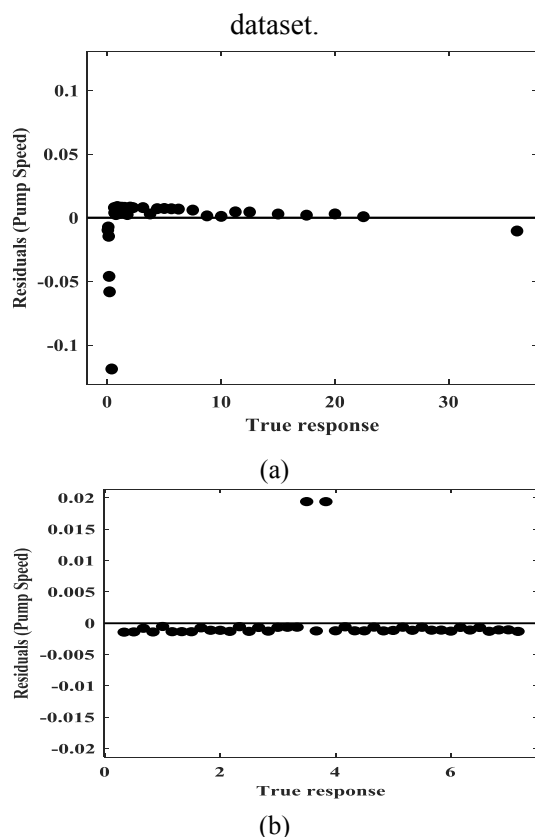 dataset.
0.1
0.05
0
-0.05
-0.1
Residuals (Pump Speed)
0 10 20 30
True response
(a)
0.02
0.015
0.01
0.005
0
-0.005
-0.01
-0.015
-0.02
Residuals (Pump Speed)
0 2 4 6
True response
(b)